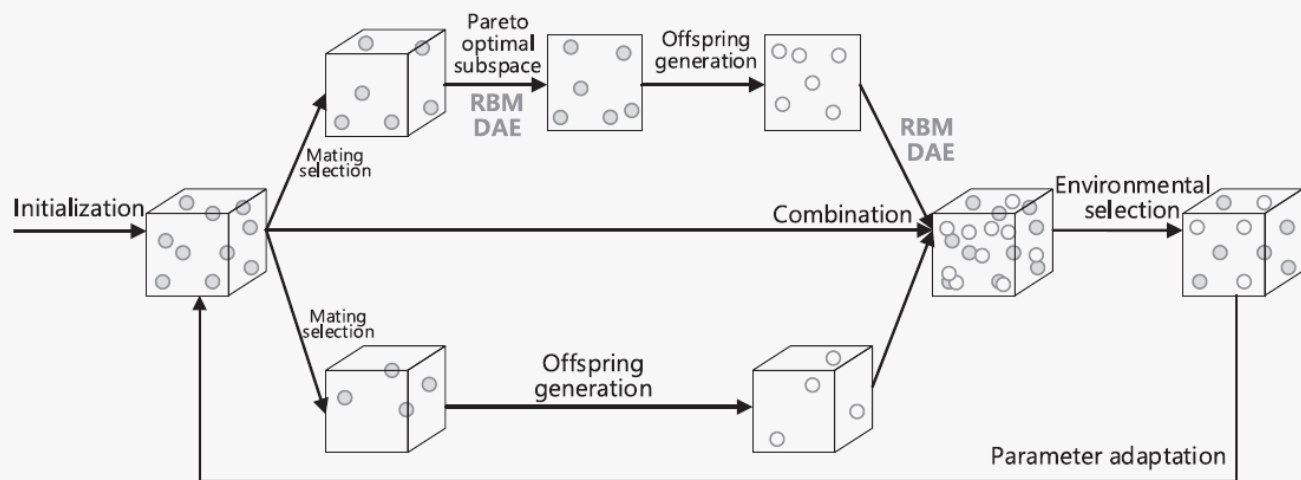 Pareto
optimal
subspace
RBM
DAE
Offspring
generation
RBM
DAE
Mating
selection
Initialization
Combination
Environmental
selection
Mating
selection
Offspring
generation
Parameter adaptation